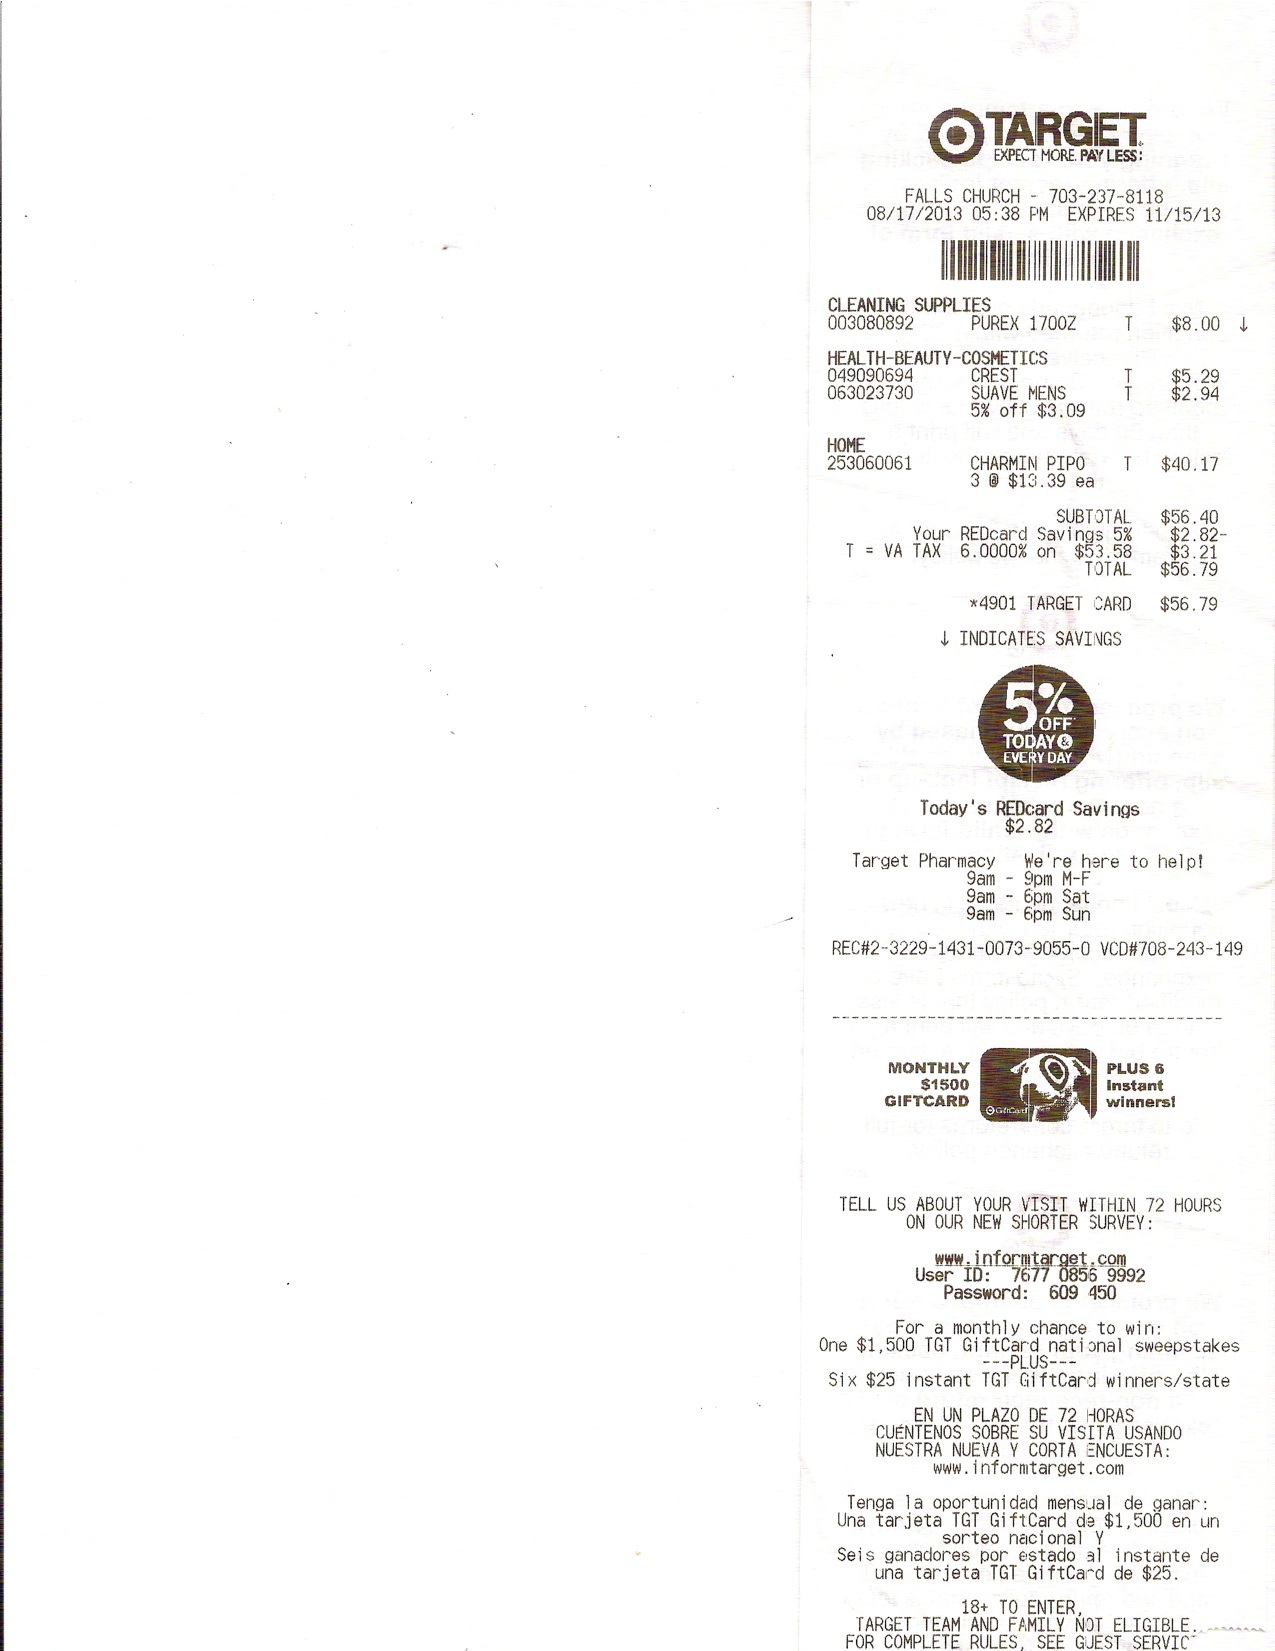 TARGET
EXPECT MORE. PAY LESS.
FALLS CHURCH - 703-237-8118
08/17/2013 05:38 PM EXPIRES 11/15/13
CLEANING SUPPLIES
003080892 PUREX 170OZ T $8.00 ↓
HEALTH-BEAUTY-COSMETICS
049090694 CREST T $5.29
063023730 SUAVE MENS T $2.94
5% off $3.09
HOME
253060061 CHARMIN PIPO T $40.17
3 @ $13.39 ea
SUBTOTAL $56.40
Your REDcard Savings 5% $2.82-
T = VA TAX 6.0000% on $53.58 $3.21
TOTAL $56.79
*4901 TARGET CARD $56.79
↓ INDICATES SAVINGS
5% OFF
TODAY &
EVERY DAY
Today's REDcard Savings
$2.82
Target Pharmacy We're here to help!
9am - 9pm M-F
9am - 6pm Sat
9am - 6pm Sun
REC#2-3229-1431-0073-9055-0 VCD#708-243-149
MONTHLY PLUS 6
$1500 Instant
GIFTCARD winners!
GiftCard
TELL US ABOUT YOUR VISIT WITHIN 72 HOURS
ON OUR NEW SHORTER SURVEY:
www.informtarget.com
User ID: 7677 0856 9992
Password: 609 450
For a monthly chance to win:
One $1,500 TGT GiftCard national sweepstakes
---PLUS---
Six $25 instant TGT GiftCard winners/state
EN UN PLAZO DE 72 HORAS
CUÉNTENOS SOBRE SU VISITA USANDO
NUESTRA NUEVA Y CORTA ENCUESTA:
www.informtarget.com
Tenga la oportunidad mensual de ganar:
Una tarjeta TGT GiftCard de $1,500 en un
sorteo nacional Y
Seis ganadores por estado al instante de
una tarjeta TGT GiftCard de $25.
18+ TO ENTER,
TARGET TEAM AND FAMILY NOT ELIGIBLE.
FOR COMPLETE RULES, SEE GUEST SERVIC